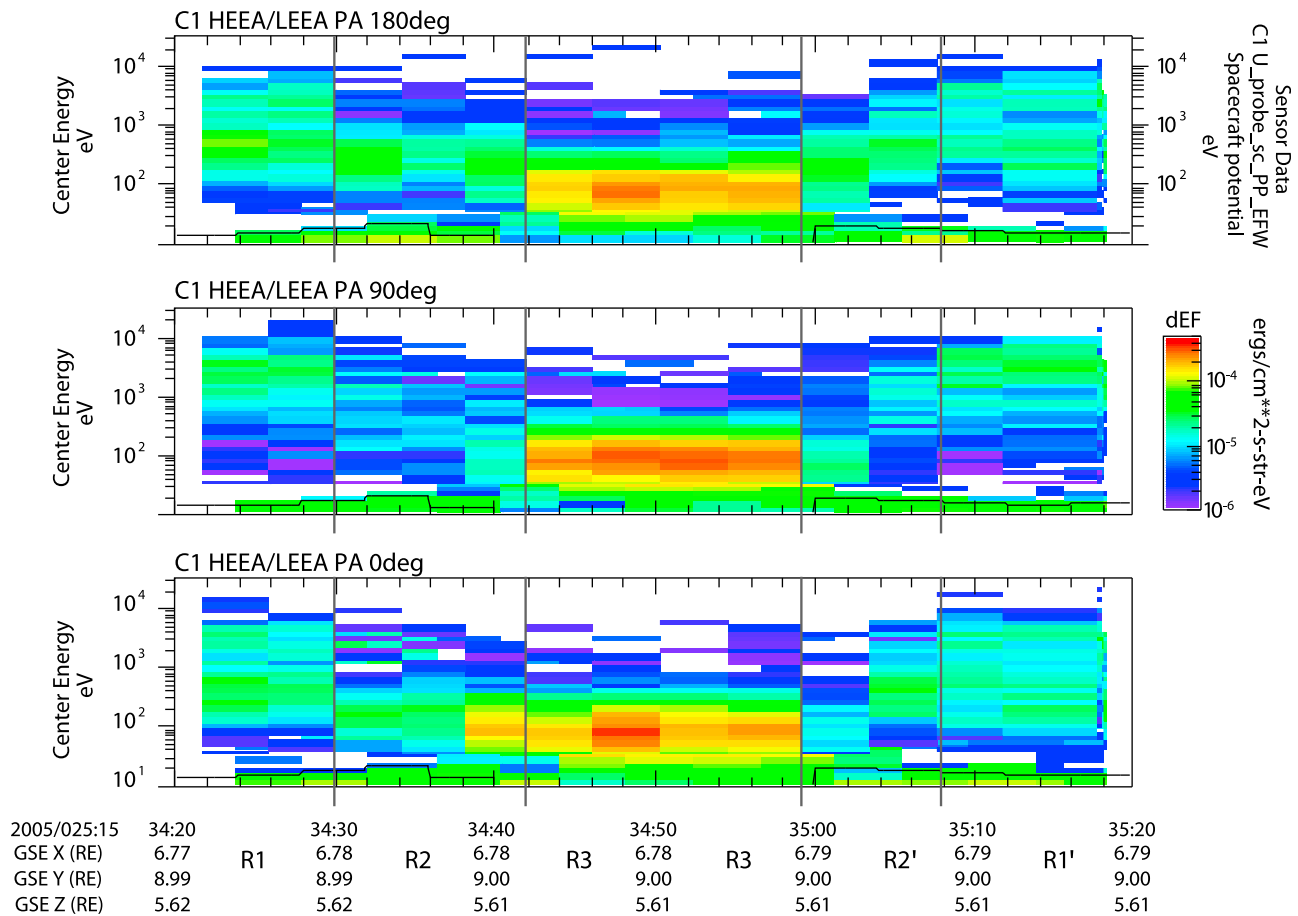 C1 HEEA/LEEA PA 180deg
Center Energy
eV
10^4
10^3
10^2
10^4
10^3
10^2
Sensor Data
C1 U_probe_sc_PP_EFW
Spacecraft potential
eV
C1 HEEA/LEEA PA 90deg
Center Energy
eV
10^4
10^3
10^2
dEF
10^-4
10^-5
10^-6
ergs/cm**2-s-str-eV
C1 HEEA/LEEA PA 0deg
Center Energy
eV
10^4
10^3
10^2
10^1
2005/025:15 34:20 34:30 34:40 34:50 35:00 35:10 35:20
GSE X (RE) 6.77 6.78 6.78 6.78 6.79 6.79 6.79
R1 R2 R3 R3 R2' R1'
GSE Y (RE) 8.99 8.99 9.00 9.00 9.00 9.00 9.00
GSE Z (RE) 5.62 5.62 5.61 5.61 5.61 5.61 5.61